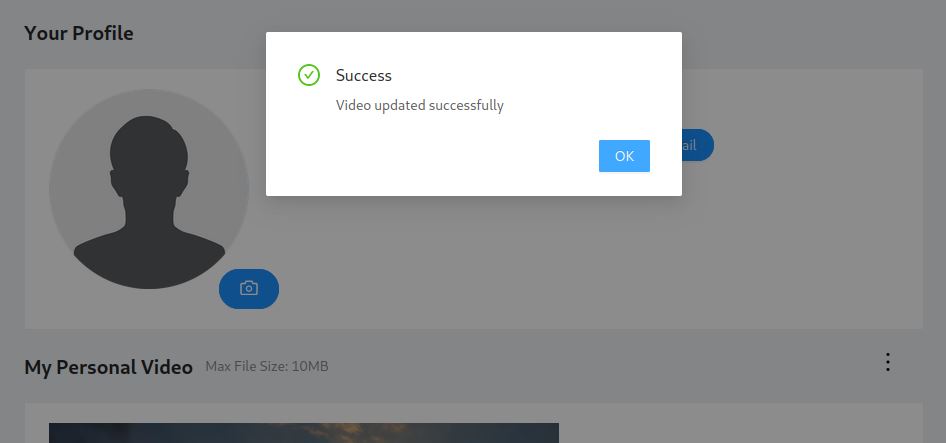 Your Profile
Success
Video updated successfully
OK
ail
My Personal Video
Max File Size: 10MB